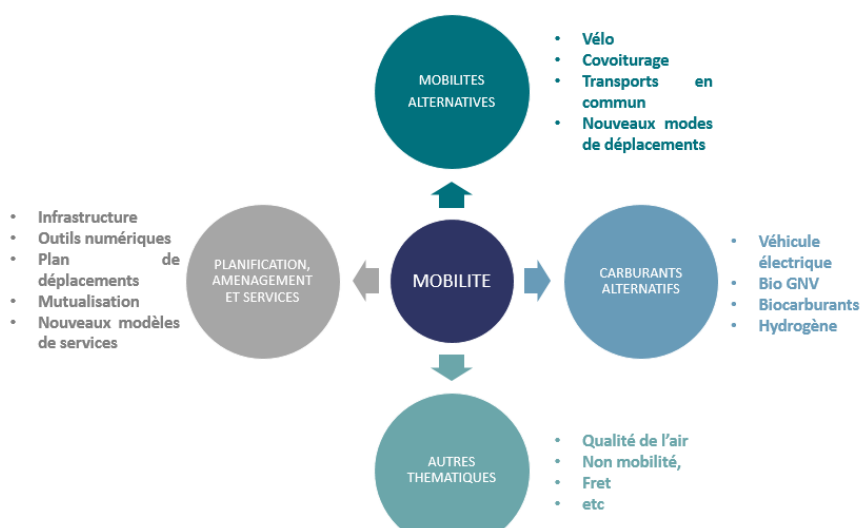 MOBILITES
ALTERNATIVES
• Vélo
• Covoiturage
• Transports en
commun
• Nouveaux modes
de déplacements
• Infrastructure
• Outils numériques
• Plan de
déplacements
• Mutualisation
• Nouveaux modèles
de services
PLANIFICATION,
AMENAGEMENT
ET SERVICES
MOBILITE
CARBURANTS
ALTERNATIFS
• Véhicule
électrique
• Bio GNV
• Biocarburants
• Hydrogène
AUTRES
THEMATIQUES
• Qualité de l'air
• Non mobilité,
• Fret
• etc